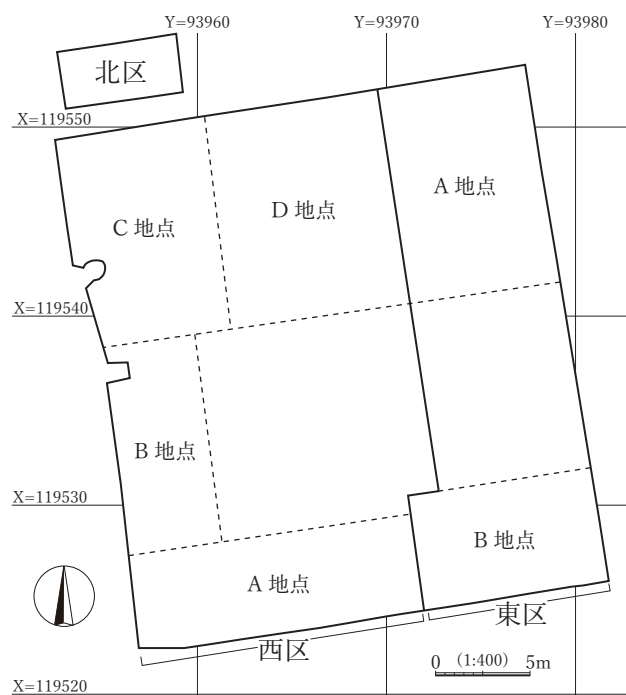 Y=93960
Y=93970
Y=93980
北区
X=119550
A 地点
D 地点
C 地点
X=119540
B 地点
X=119530
B 地点
A 地点
東区
西区
0 (1:400) 5m
X=119520